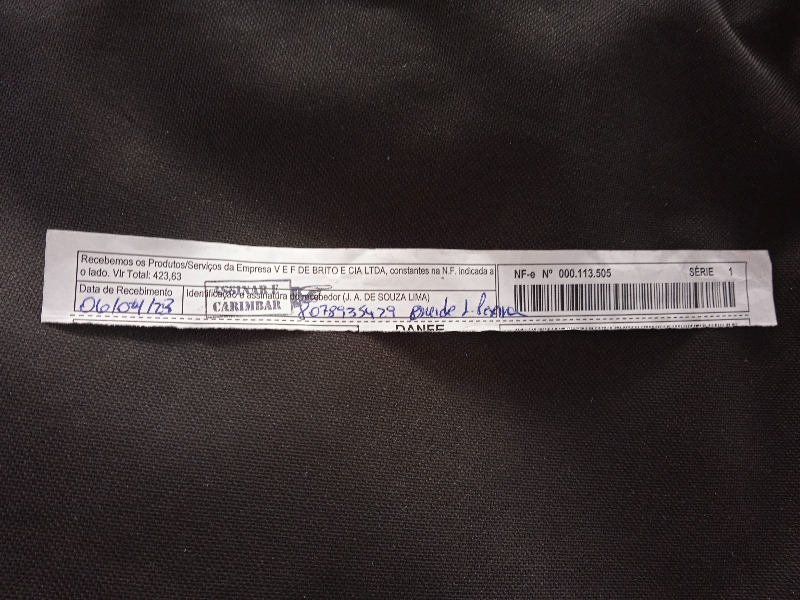 Recebemos os Produtos/Serviços da Empresa V E F DE BRITO E CIA LTDA, constantes na N.F. Indicada a
o lado. Vlr Total: 423,63
Data de Recebimento
06/04/23
Identificação e assinatura do recebedor (J. A. DE SOUZA LIMA)
ASSINAR E
CARIMBAR
NF-e Nº 000.113.505 SÉRIE 1
DANFE